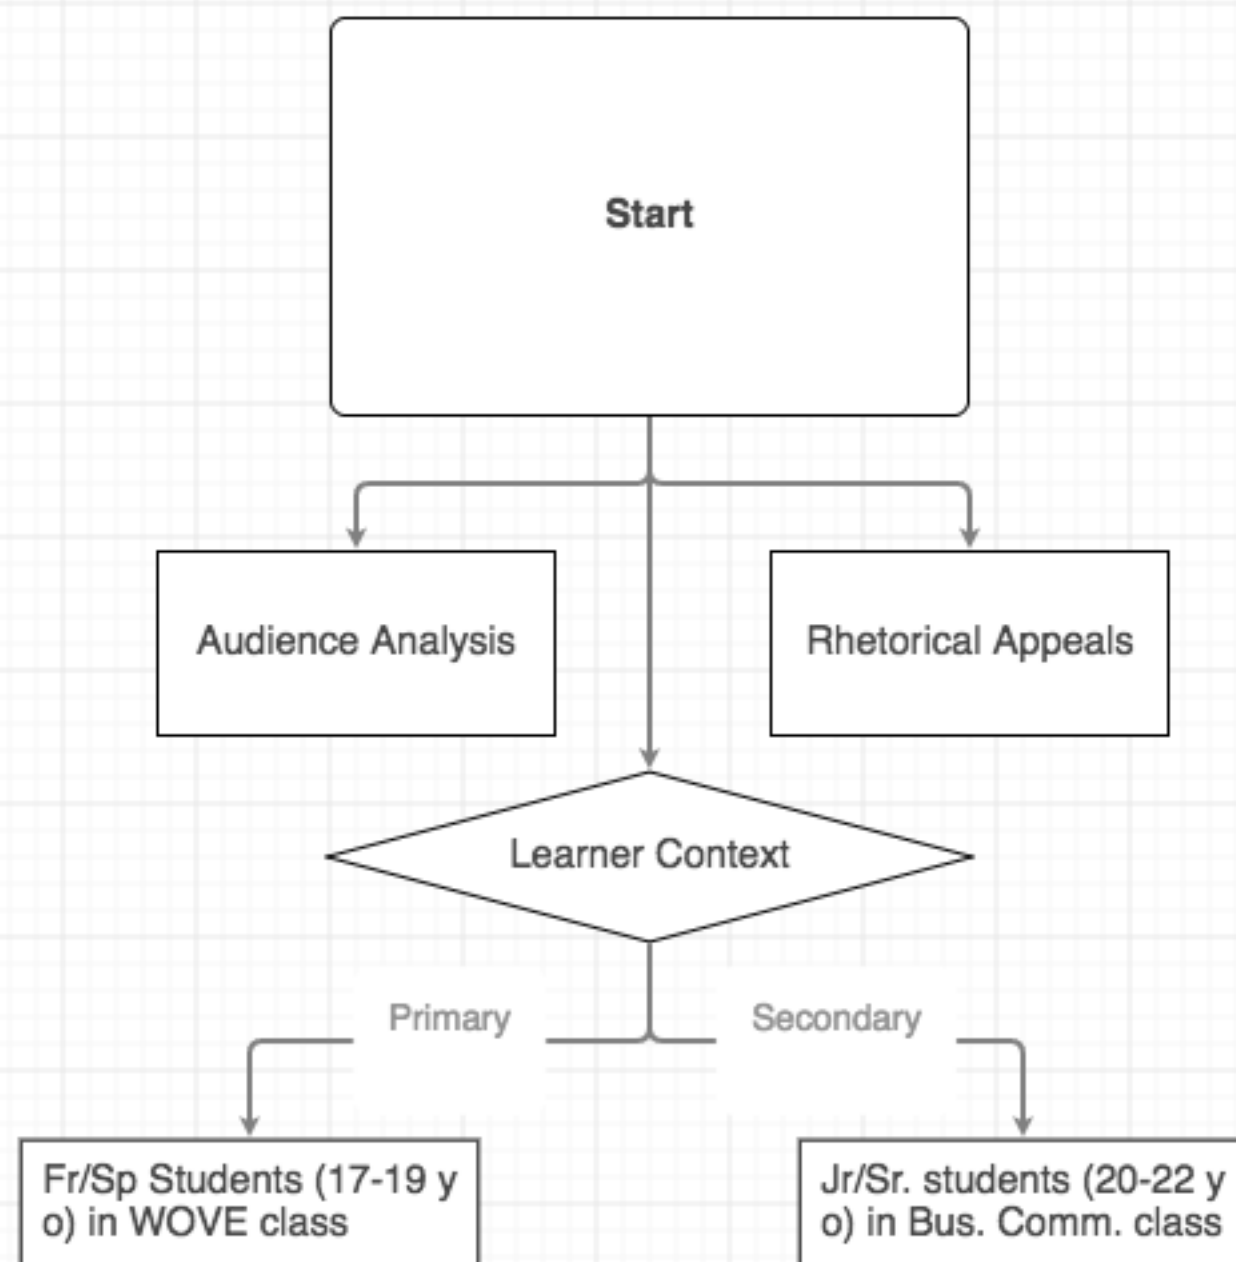 Start
Audience Analysis
Rhetorical Appeals
Learner Context
Primary
Secondary
Fr/Sp Students (17-19 y
o) in WOVE class
Jr/Sr. students (20-22 y
o) in Bus. Comm. class